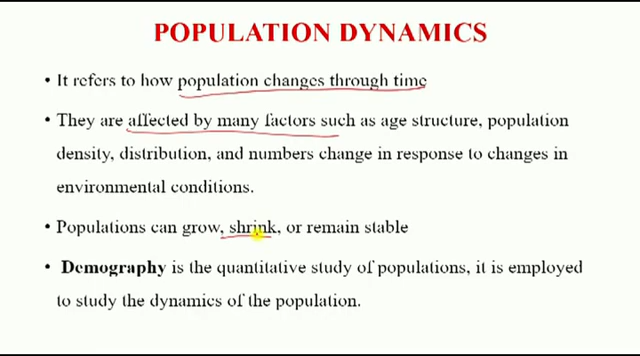 POPULATION DYNAMICS
• It refers to how population changes through time
• They are affected by many factors such as age structure, population
density, distribution, and numbers change in response to changes in
environmental conditions.
• Populations can grow, shrink, or remain stable
• Demography is the quantitative study of populations, it is employed
to study the dynamics of the population.